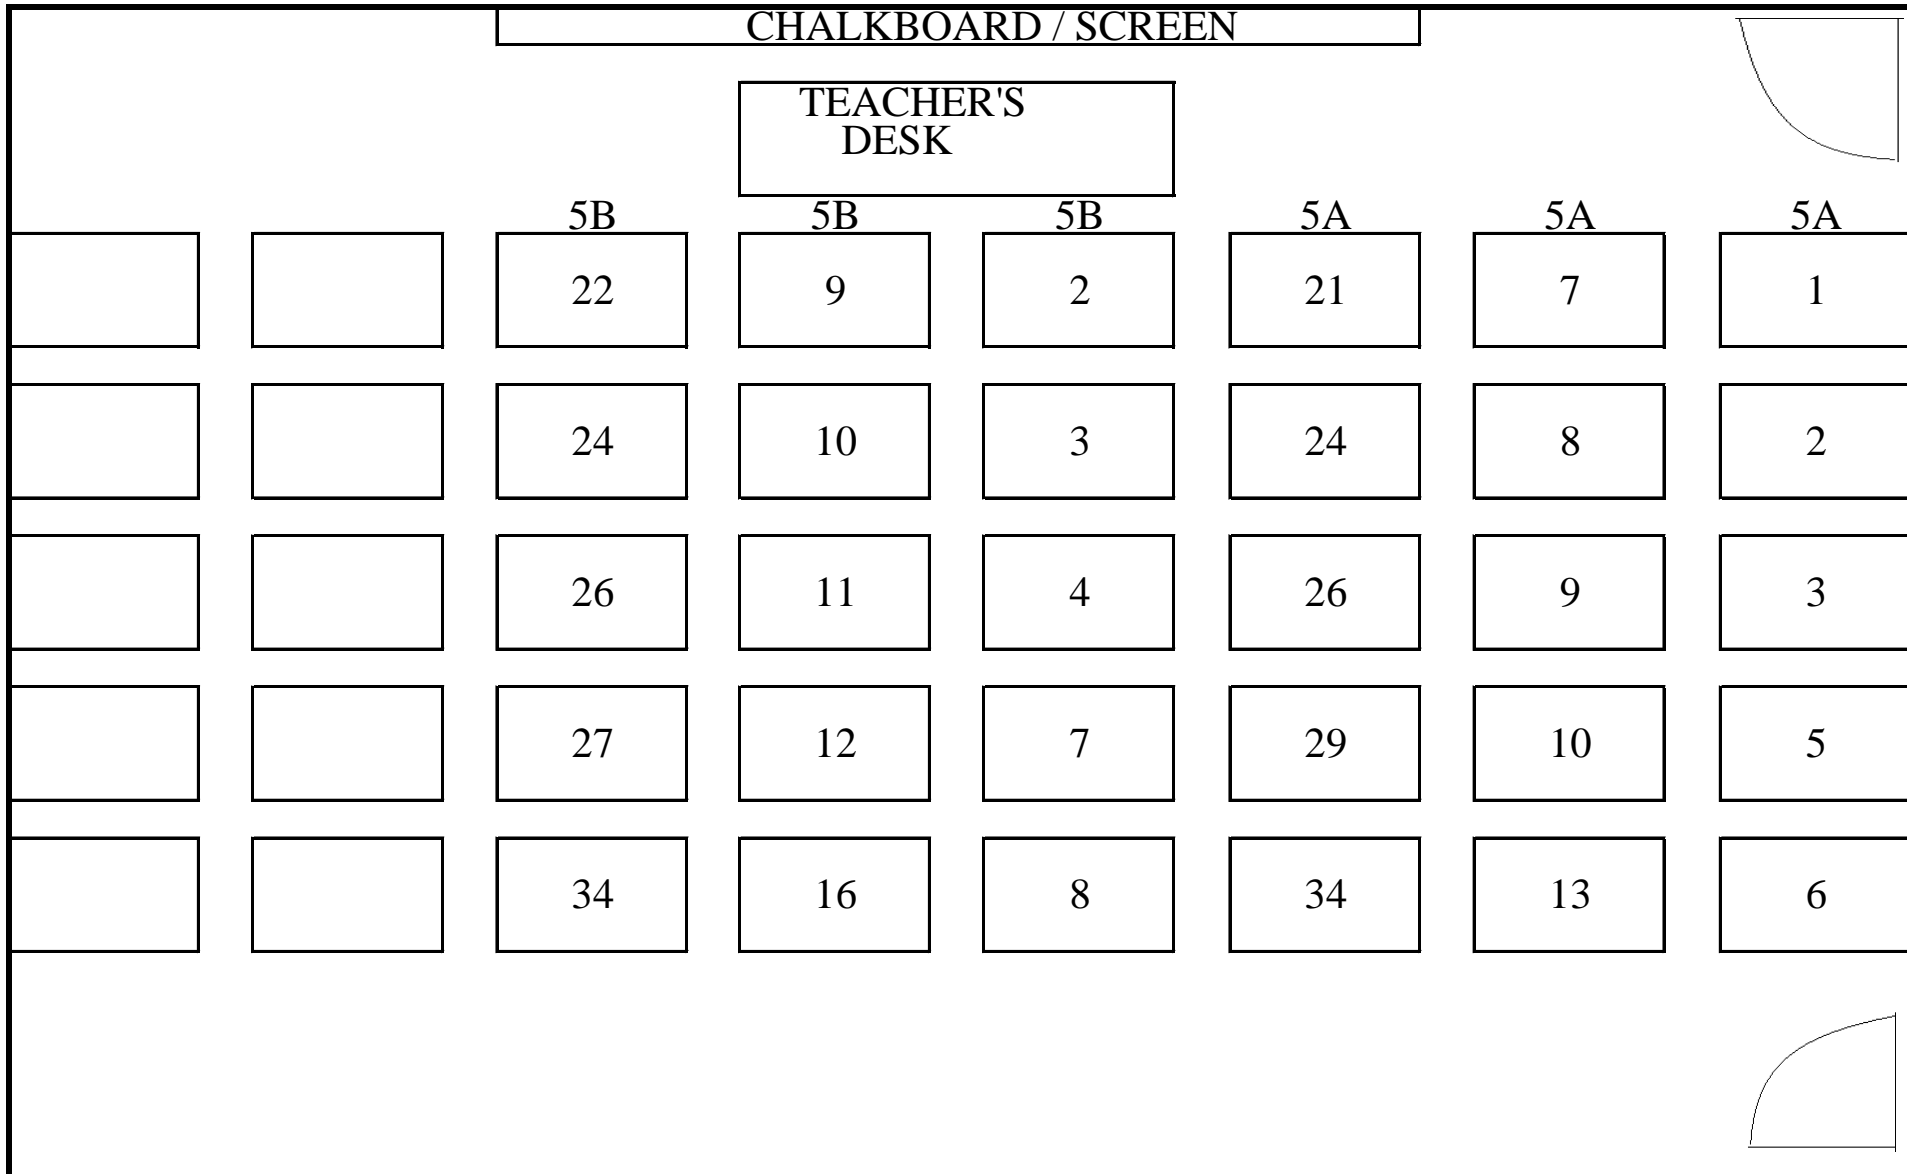 CHALKBOARD / SCREEN
TEACHER'S
DESK
5B 5B 5B 5A 5A 5A
22 9 2 21 7 1
24 10 3 24 8 2
26 11 4 26 9 3
27 12 7 29 10 5
34 16 8 34 13 6